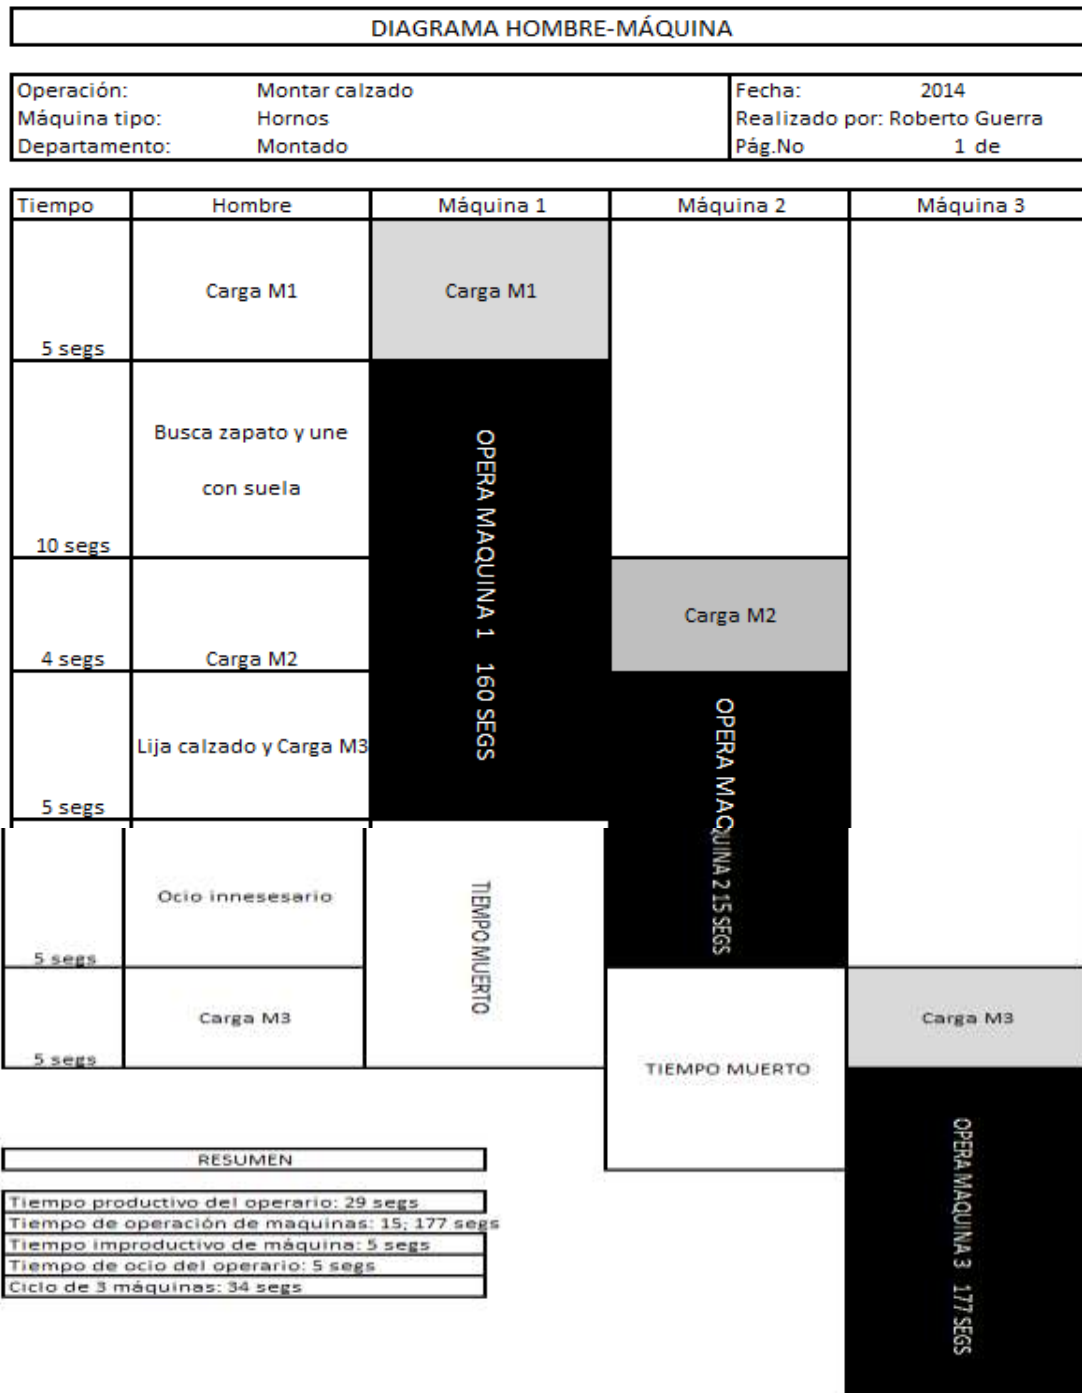 DIAGRAMA HOMBRE-MÁQUINA
Operación: Montar calzado Fecha: 2014
Máquina tipo: Hornos Realizado por: Roberto Guerra
Departamento: Montado Pág.No 1 de
Tiempo Hombre Máquina 1 Máquina 2 Máquina 3
Carga M1 Carga M1
5 segs
Busca zapato y une
con suela
10 segs
OPERA MAQUINA 1 160 SEGS
Carga M2
4 segs Carga M2
Lija calzado y Carga M3
5 segs
OPERA MAQUINA 2 15 SEGS
Ocio innesesario
5 segs
TIEMPO MUERTO
Carga M3 Carga M3
5 segs
TIEMPO MUERTO
OPERA MAQUINA 3 177 SEGS
RESUMEN
Tiempo productivo del operario: 29 segs
Tiempo de operación de maquinas: 15; 177 segs
Tiempo improductivo de máquina: 5 segs
Tiempo de ocio del operario: 5 segs
Ciclo de 3 máquinas: 34 segs